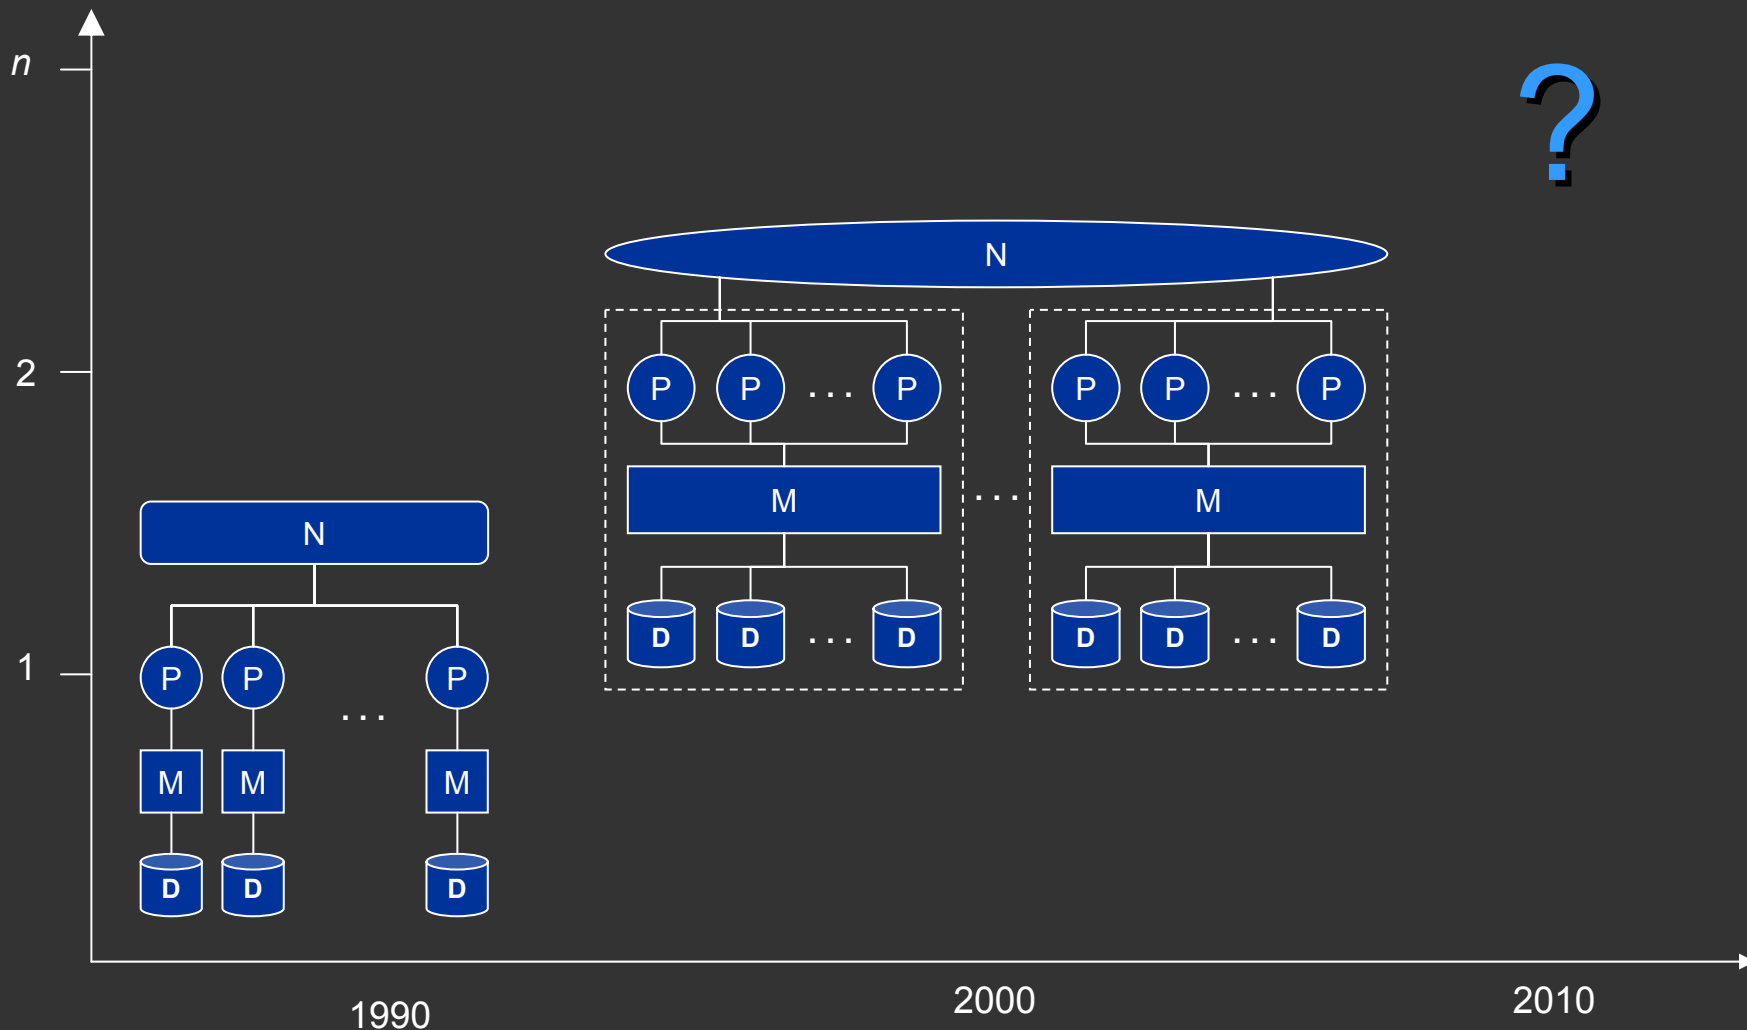 n
?
N
P P . . . P
P P . . . P
2
M . . . M
N
D D . . . D
D D . . . D
1
P P . . . P
M M M
D D D
1990
2000
2010